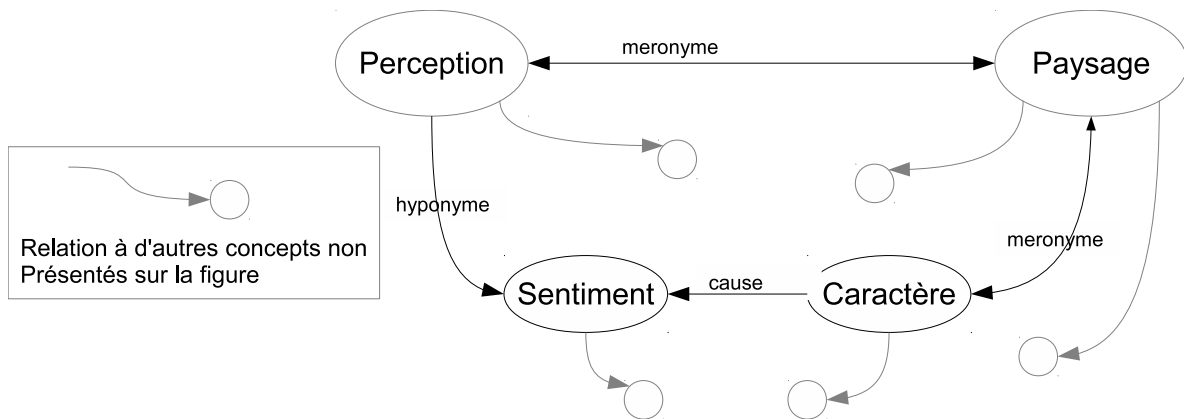 Perception
meronyme
Paysage
hyponyme
Relation à d'autres concepts non
Présentés sur la figure
meronyme
Sentiment
cause
Caractère